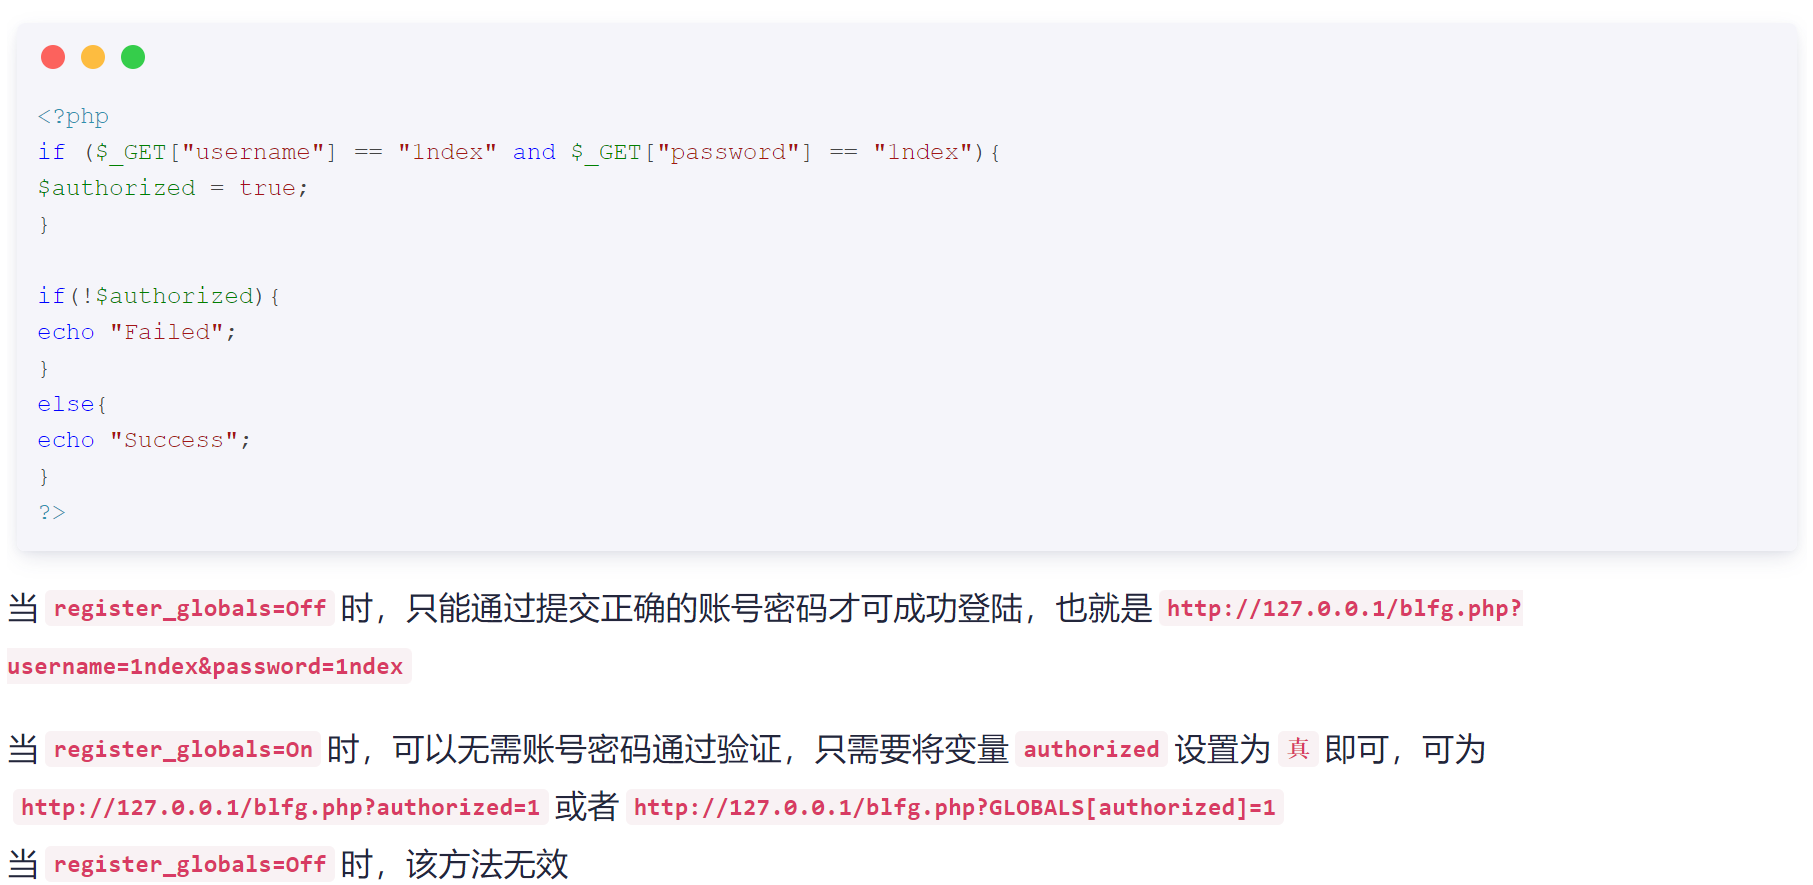 <?php
if ($_GET["username"] == "1ndex" and $_GET["password"] == "1ndex"){
$authorized = true;
}
if(!$authorized){
echo "Failed";
}
else{
echo "Success";
}
?>
当 register_globals=Off 时，只能通过提交正确的账号密码才可成功登陆，也就是 http://127.0.0.1/blfg.php?
username=1ndex&password=1ndex
当 register_globals=On 时，可以无需账号密码通过验证，只需要将变量 authorized 设置为 真 即可，可为
http://127.0.0.1/blfg.php?authorized=1 或者 http://127.0.0.1/blfg.php?GLOBALS[authorized]=1
当 register_globals=Off 时，该方法无效